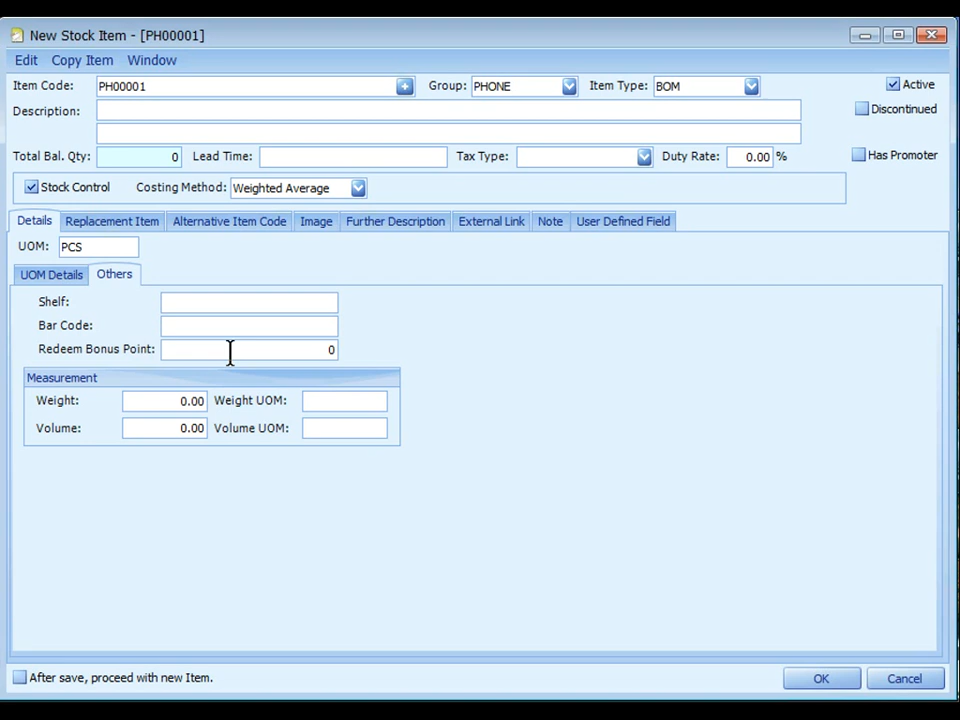 New Stock Item - [PH00001]
Edit Copy Item Window
Item Code: PH00001 Group: PHONE Item Type: BOM Active
Description: Discontinued
Total Bal. Qty: 0 Lead Time: Tax Type: Duty Rate: 0.00 % Has Promoter
Stock Control Costing Method: Weighted Average
Details Replacement Item Alternative Item Code Image Further Description External Link Note User Defined Field
UOM: PCS
UOM Details Others
Shelf:
Bar Code:
Redeem Bonus Point: 0
Measurement
Weight: 0.00 Weight UOM:
Volume: 0.00 Volume UOM:
After save, proceed with new Item. OK Cancel